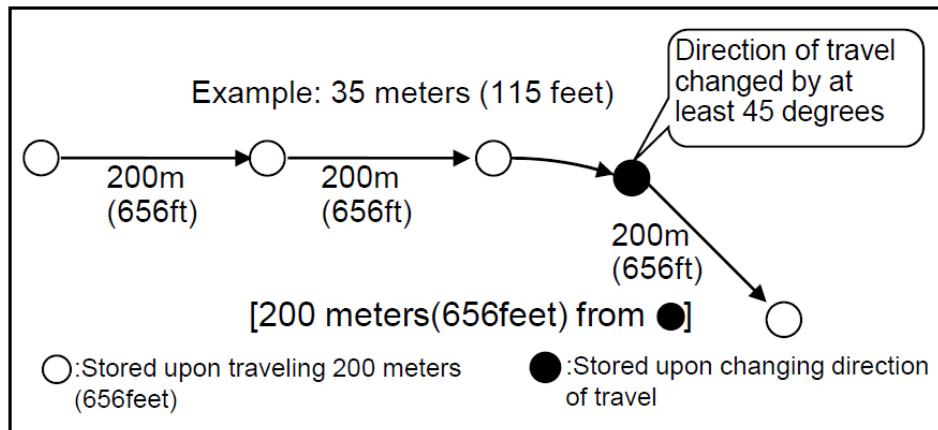 Direction of travel
changed by at
least 45 degrees
Example: 35 meters (115 feet)
200m
(656ft)
200m
(656ft)
200m
(656ft)
[200 meters(656feet) from ●]
:Stored upon traveling 200 meters
(656feet)
:Stored upon changing direction
of travel